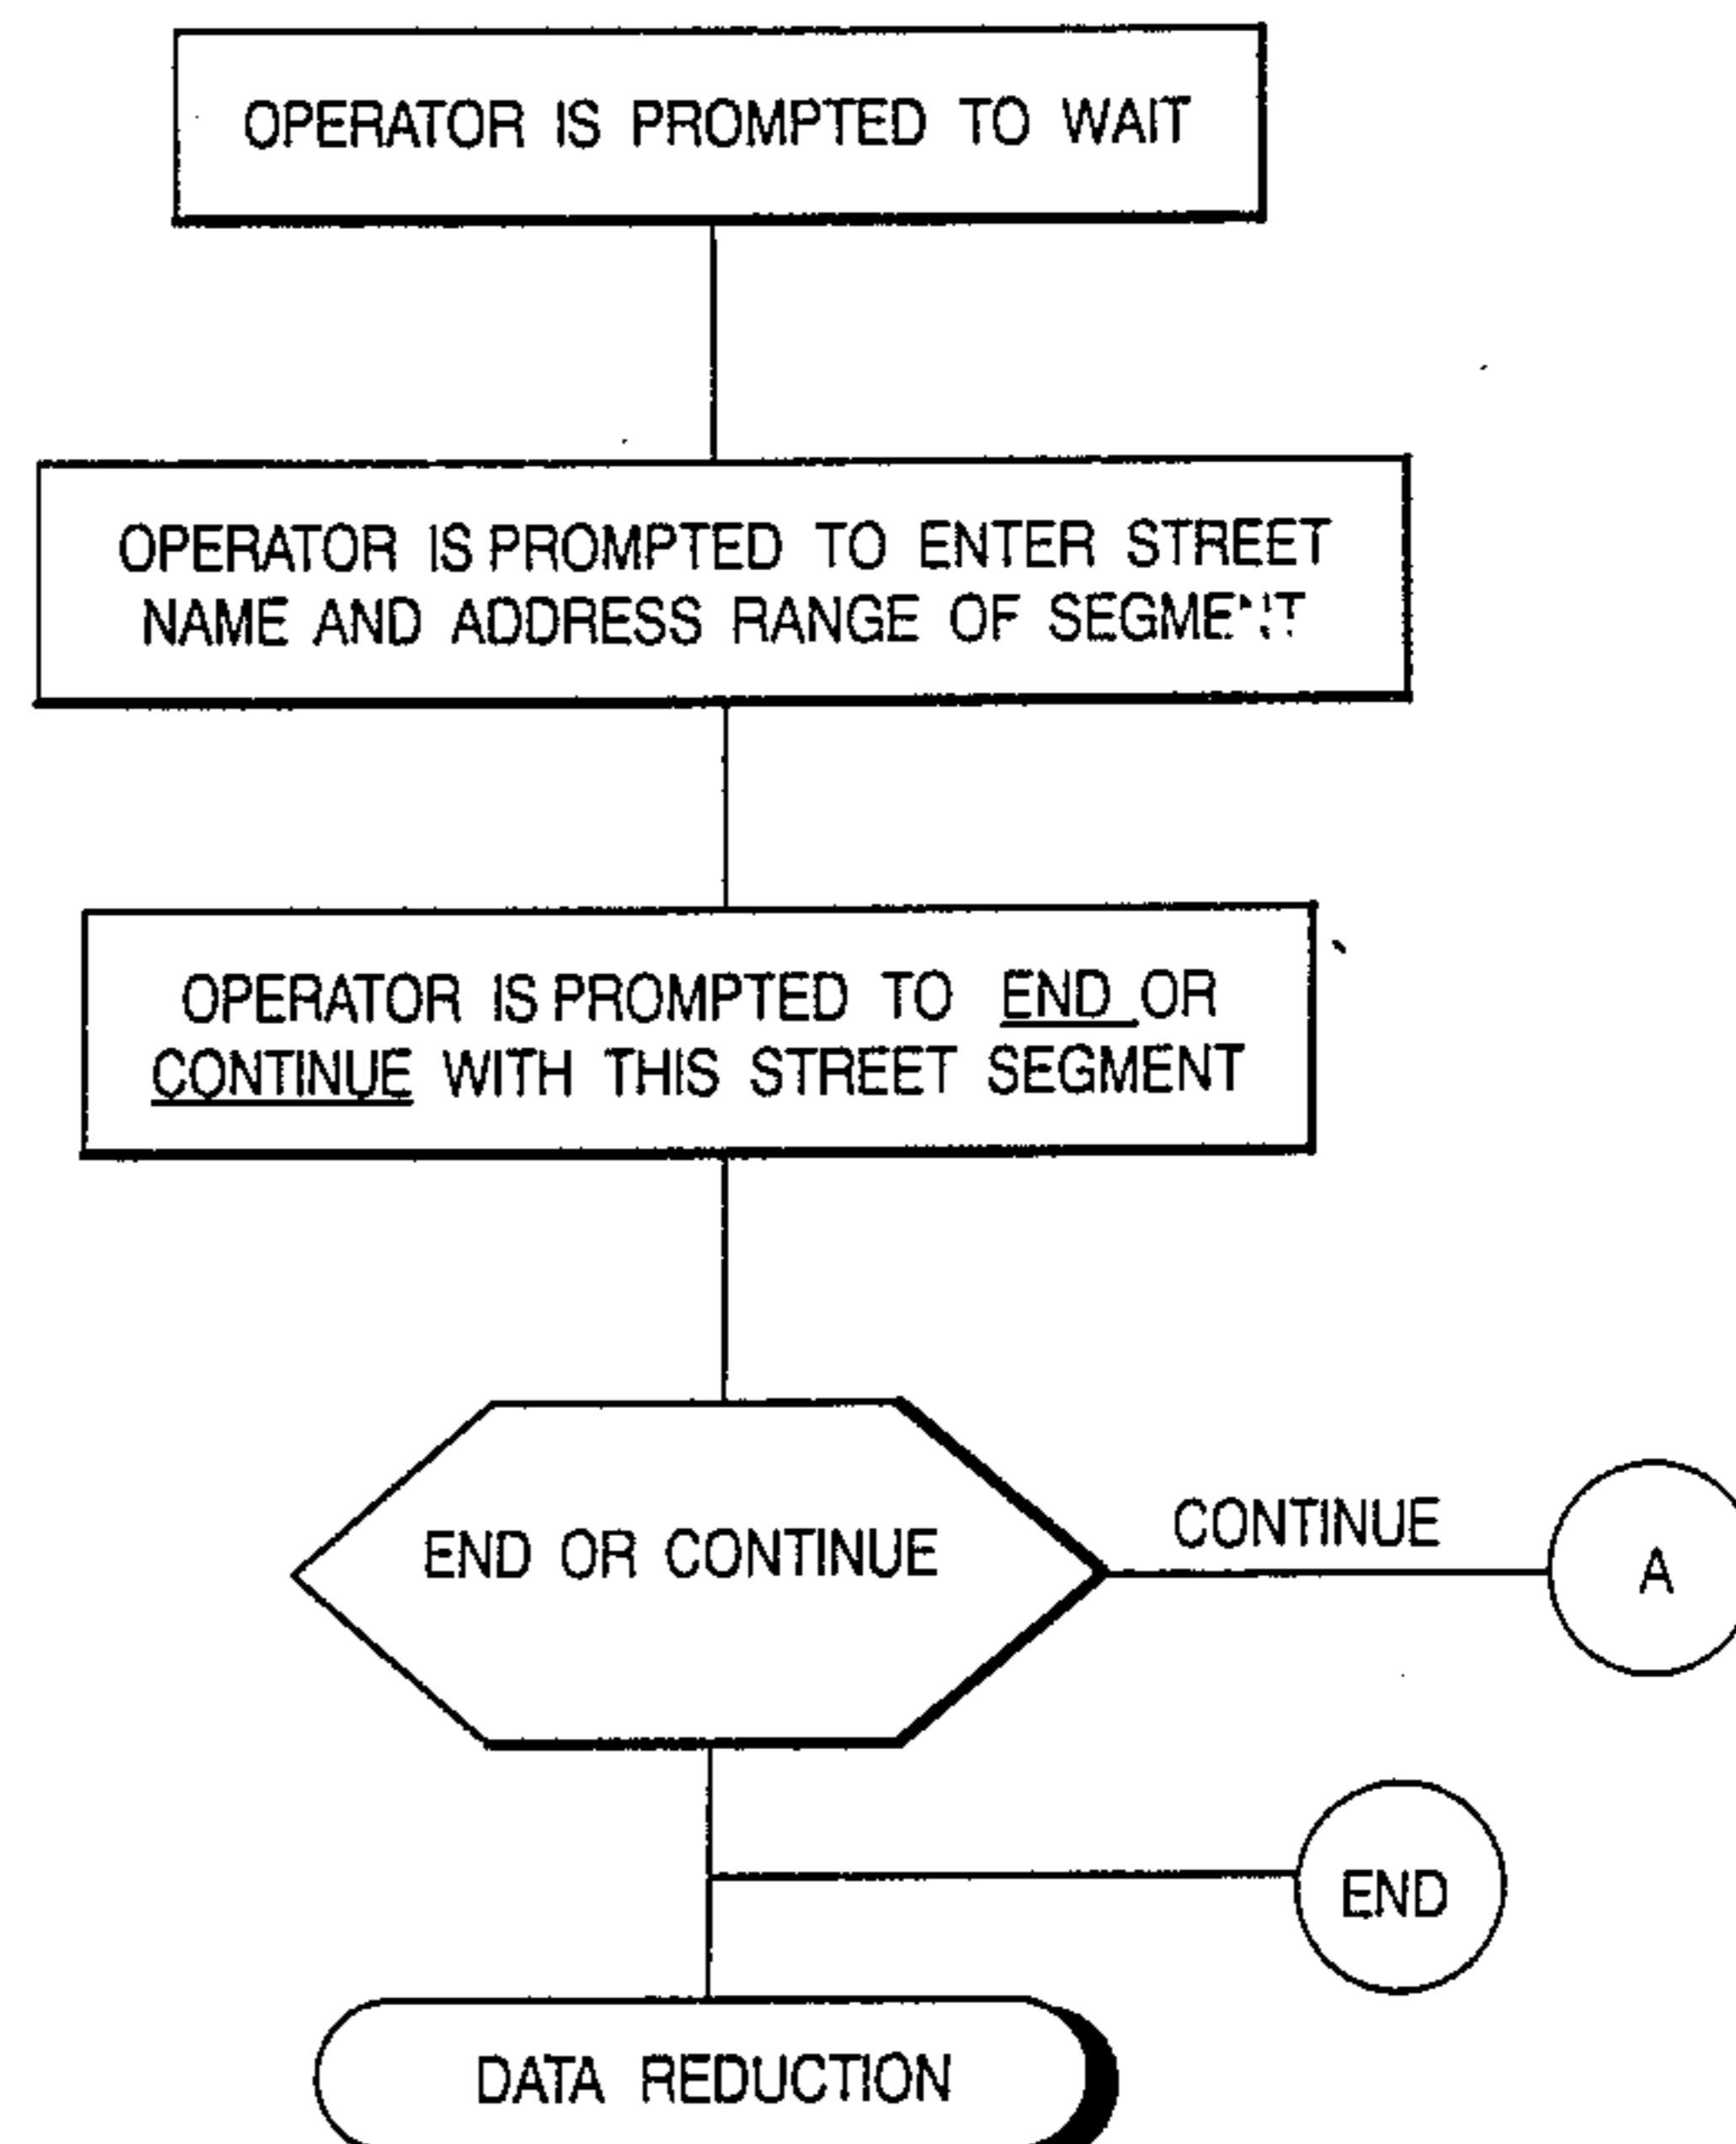 OPERATOR IS PROMPTED TO WAIT
OPERATOR IS PROMPTED TO ENTER STREET
NAME AND ADDRESS RANGE OF SEGMENT
OPERATOR IS PROMPTED TO END OR
CONTINUE WITH THIS STREET SEGMENT
END OR CONTINUE
CONTINUE
A
END
DATA REDUCTION